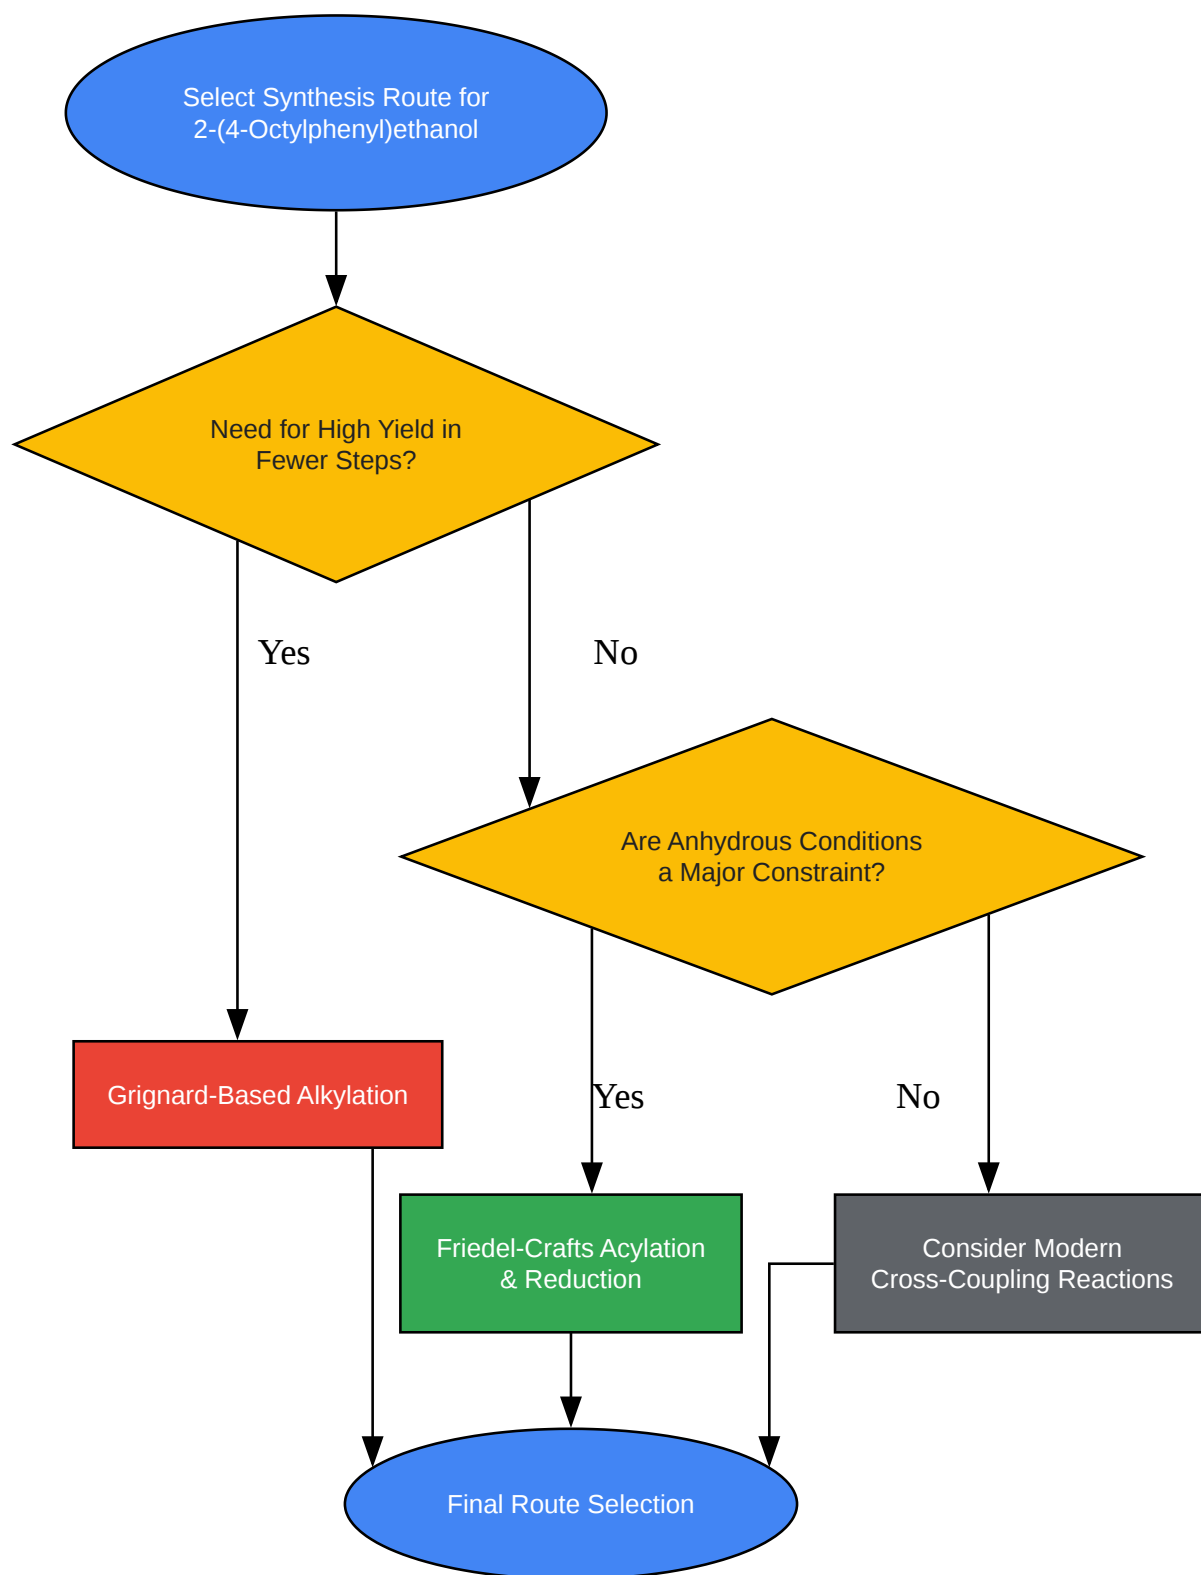 Select Synthesis Route for
2-(4-Octylphenyl)ethanol
Need for High Yield in
Fewer Steps?
Yes
No
Are Anhydrous Conditions
a Major Constraint?
Grignard-Based Alkylation
Yes
No
Friedel-Crafts Acylation
& Reduction
Consider Modern
Cross-Coupling Reactions
Final Route Selection